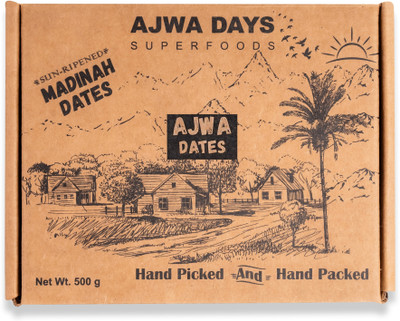 AJWA DAYS
SUPERFOODS
*SUN-RIPENED*
MADINAH
DATES
AJWA
DATES
Net Wt. 500 g
Hand Picked And Hand Packed